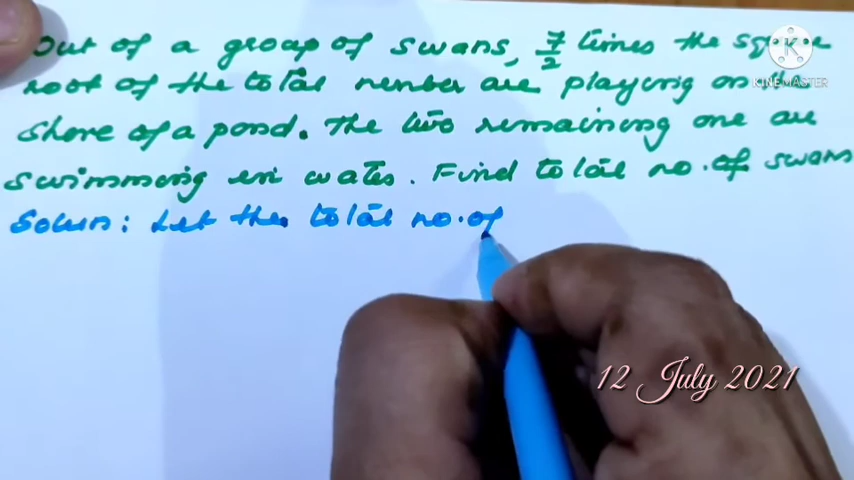 Out of a group of swans, 7/2 times the square
root of the total number are playing on the
shore of a pond. The two remaining one are
swimming in water. Find total no. of swans
Soln: Let the total no. of
KINEMASTER
12 July 2021